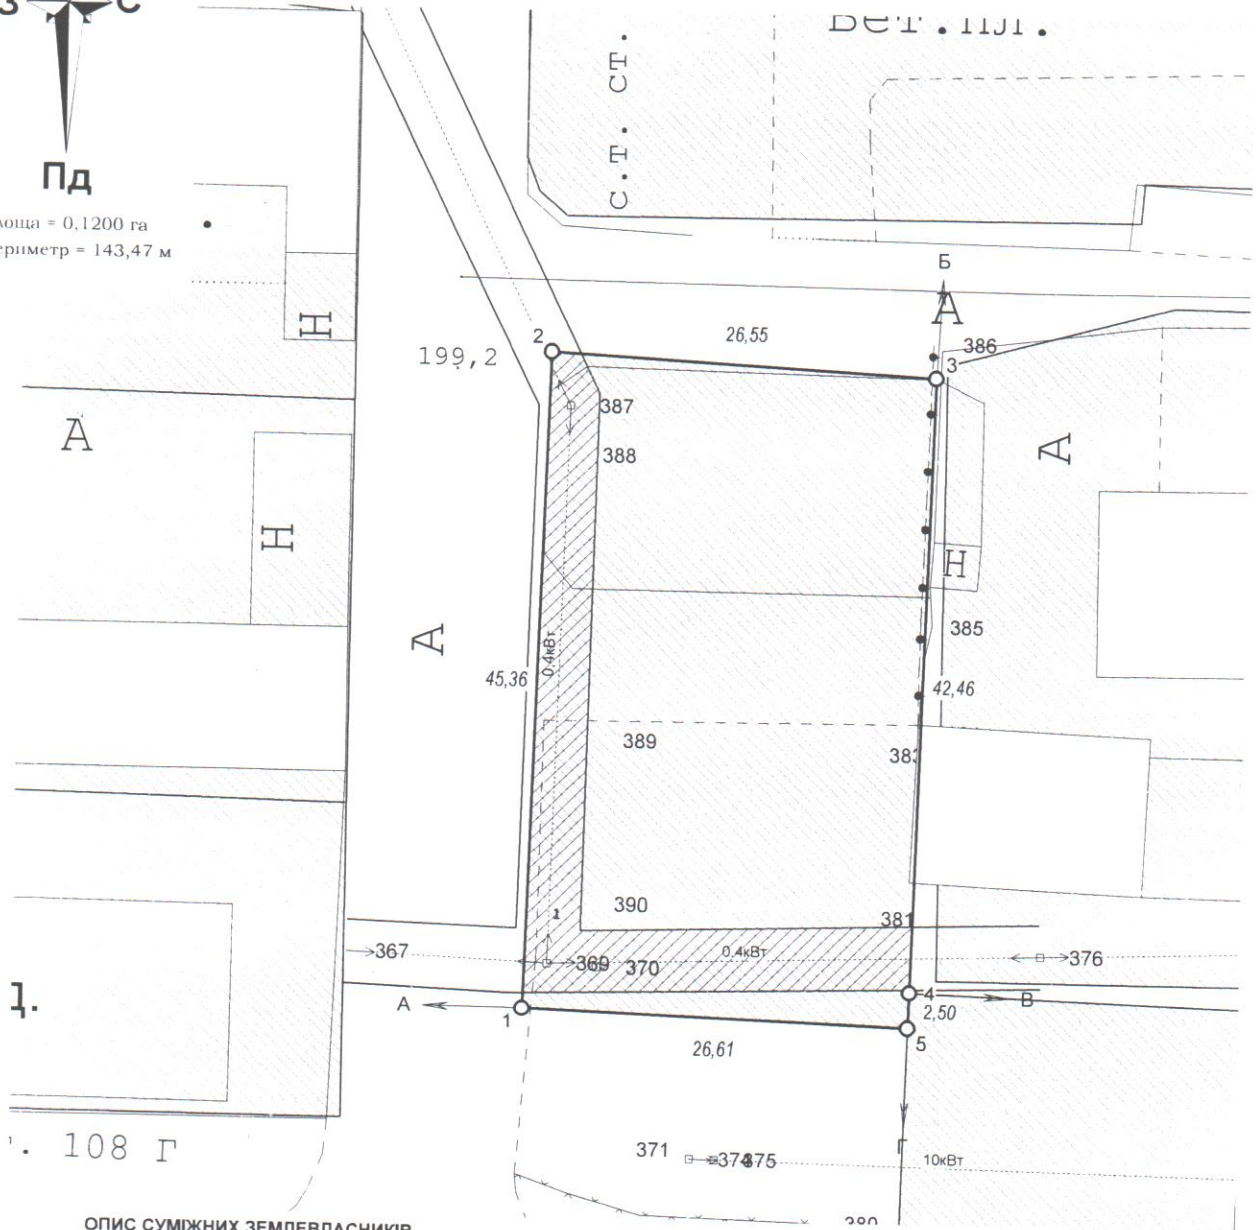 З С
Пд
лоща = 0,1200 га
ериметр = 143,47 м
с.т. ст.
Б
А
2
26,55
386
3
199,2
387
388
А
А
Н
Н
Н
А
385
45,36
0.4кВт
42,46
389
383
390
381
1
367
369
370
0.4кВт
376
А
1
4
В
2,50
5
26,61
Г
371
375
10кВт
. 108 Г
ОПИС СУМІЖНИХ ЗЕМЛЕВЛАСНИКІВ